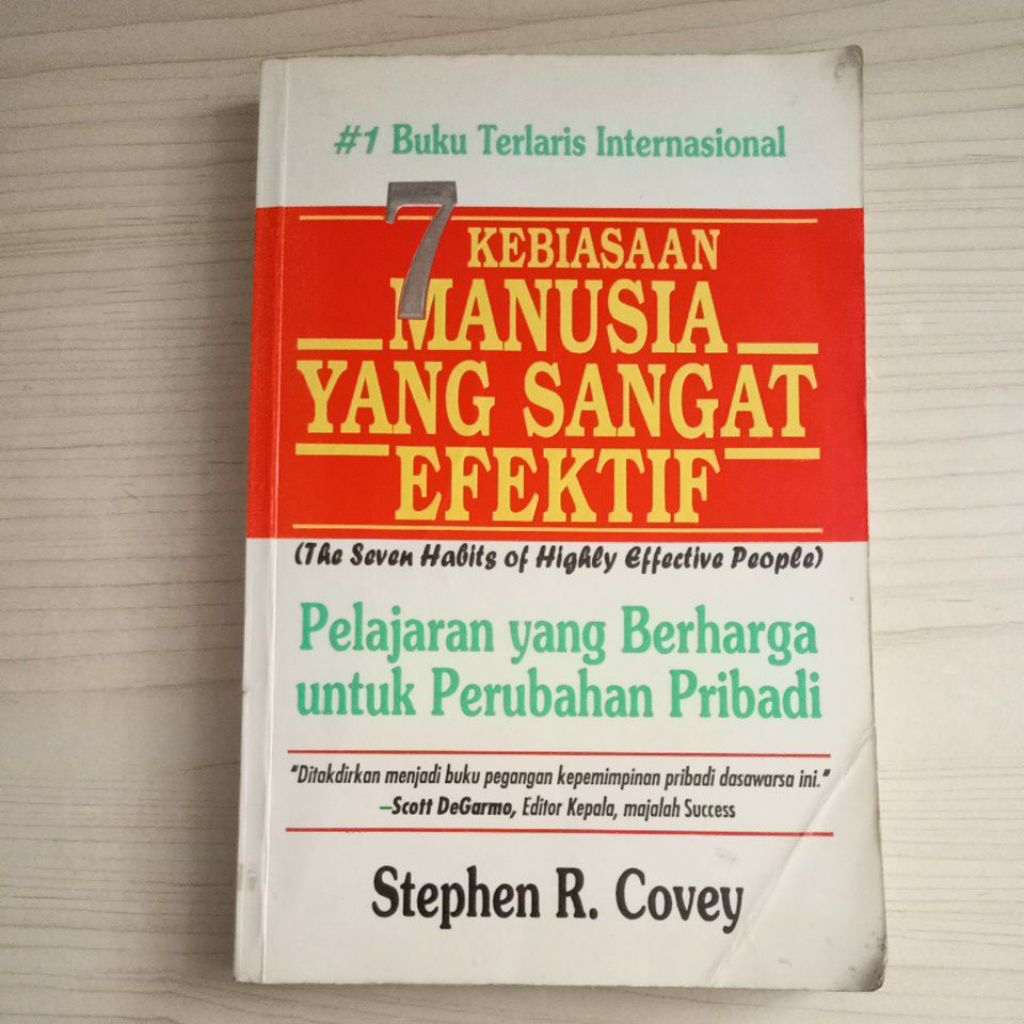 #1 Buku Terlaris Internasional
7 KEBIASAAN
MANUSIA
YANG SANGAT
EFEKTIF
(The Seven Habits of Highly Effective People)
Pelajaran yang Berharga
untuk Perubahan Pribadi
"Ditakdirkan menjadi buku pegangan kepemimpinan pribadi dasawarsa ini."
–Scott DeGarmo, Editor Kepala, majalah Success
Stephen R. Covey